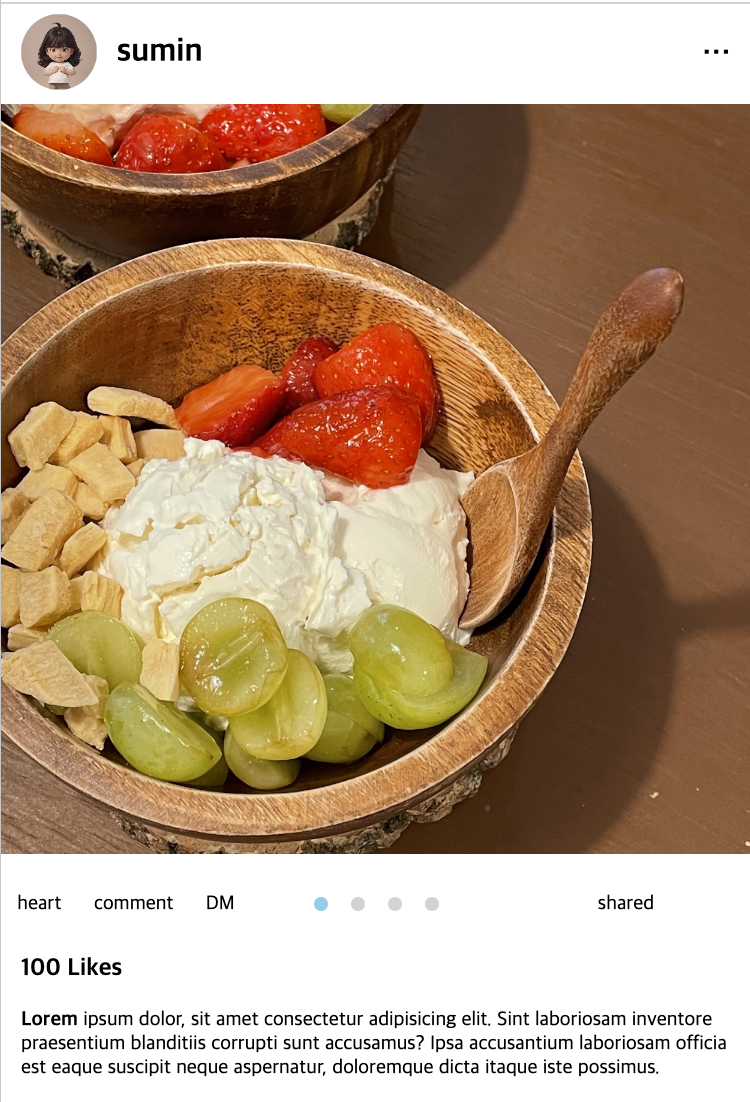 sumin
heart comment DM shared
100 Likes
Lorem ipsum dolor, sit amet consectetur adipisicing elit. Sint laboriosam inventore
praesentium blanditiis corrupti sunt accusamus? Ipsa accusantium laboriosam officia
est eaque suscipit neque aspernatur, doloremque dicta itaque iste possimus.